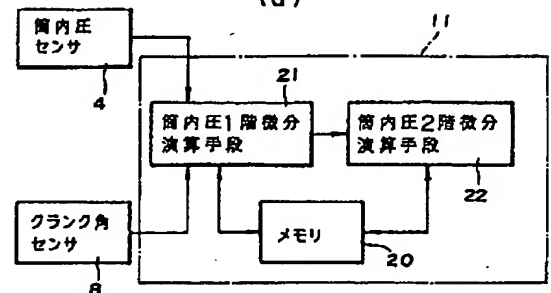 (a)
筒内圧
センサ
4
11
21
筒内圧1階微分
演算手段
筒内圧2階微分
演算手段
22
クランク角
センサ
8
メモリ
20